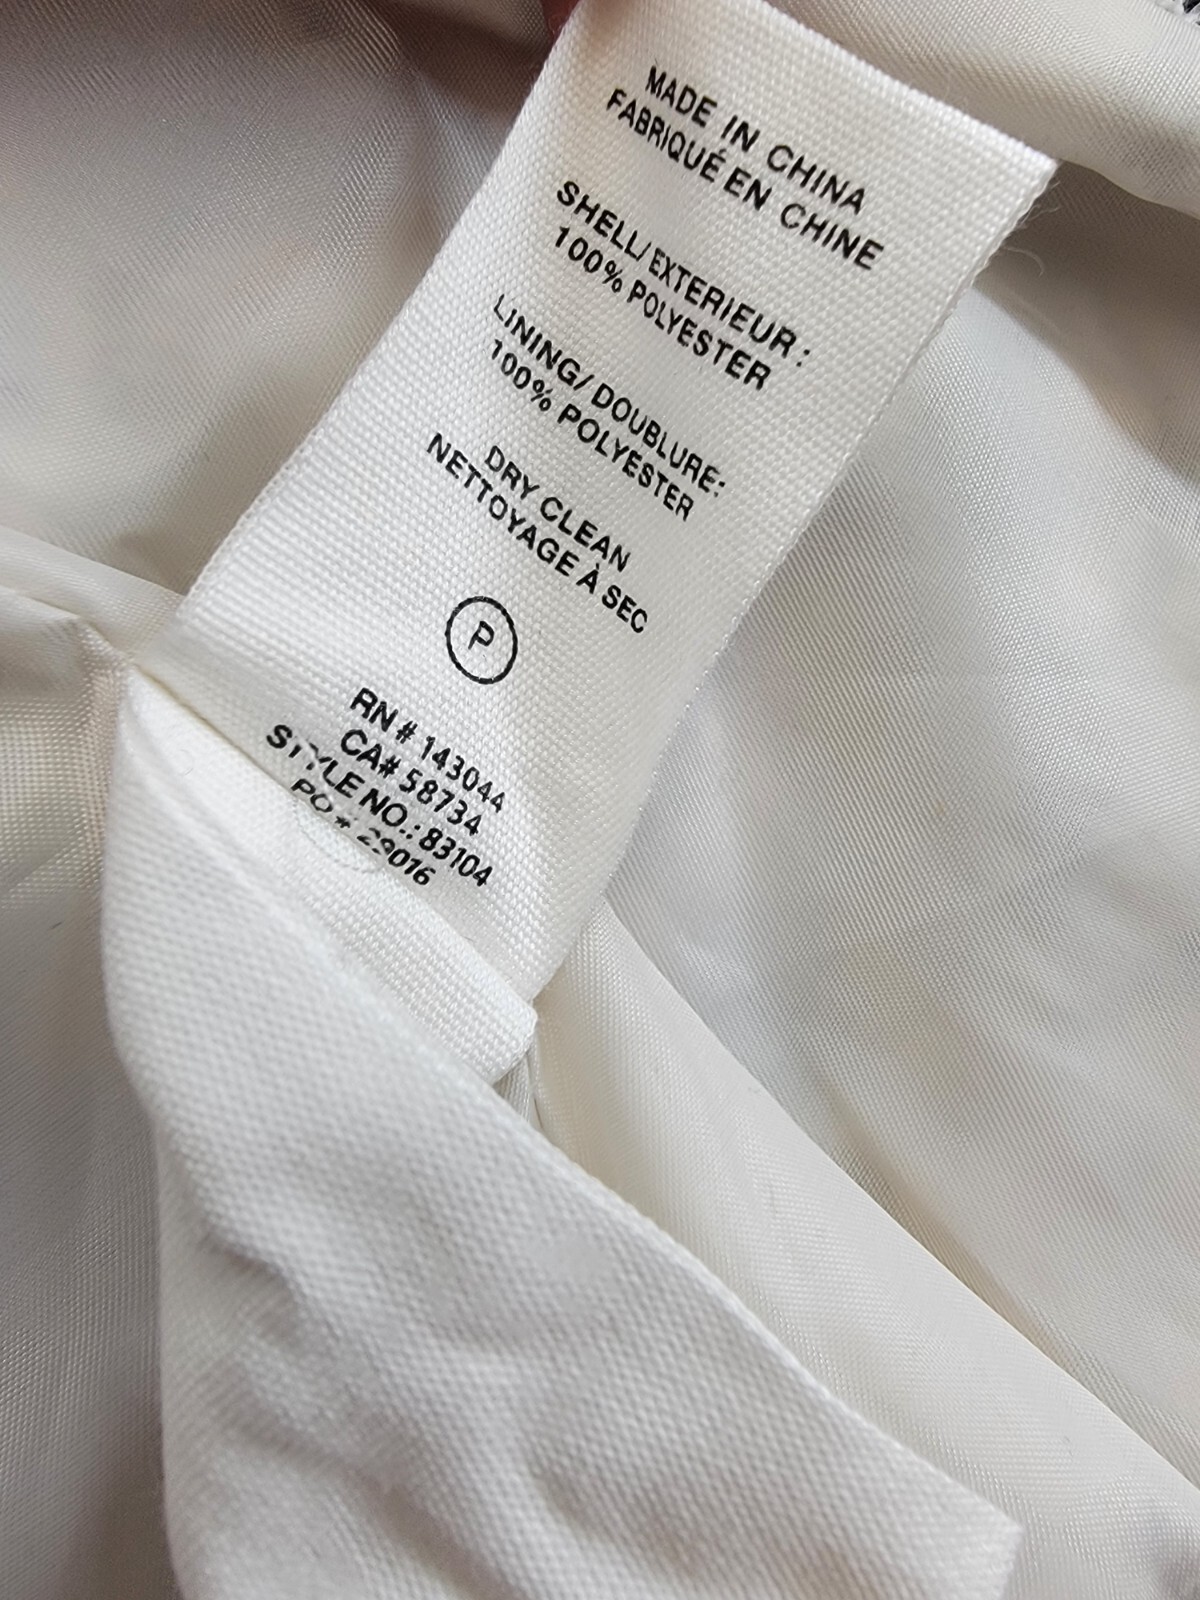 MADE IN CHINA
FABRIQUÉ EN CHINE
SHELL/EXTERIEUR:
100% POLYESTER
LINING/DOUBLURE:
100% POLYESTER
DRY CLEAN
NETTOYAGE À SEC
P
RN# 143044
CA# 58734
STYLE NO.: 83104
PO #